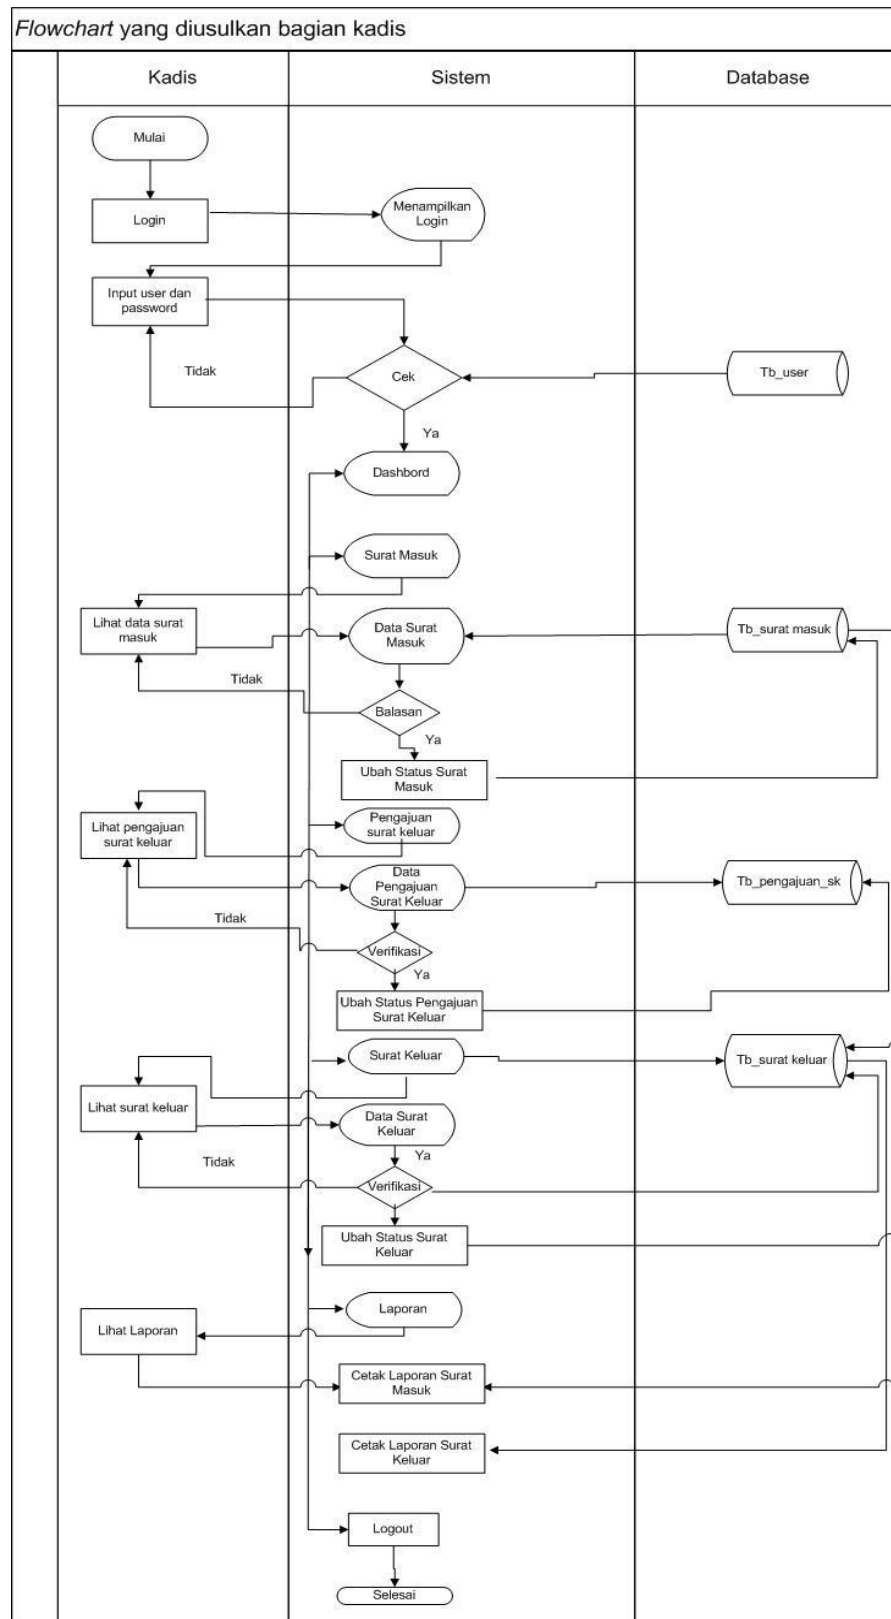 Flowchart yang diusulkan bagian kadis
Kadis
Sistem
Database
Mulai
Login
Menampilkan
Login
Input user dan
password
Tidak
Cek
Tb_user
Ya
Dashbord
Surat Masuk
Lihat data surat
masuk
Data Surat
Masuk
Tb_surat masuk
Tidak
Balasan
Ya
Ubah Status Surat
Masuk
Lihat pengajuan
surat keluar
Pengajuan
surat keluar
Data
Pengajuan
Surat Keluar
Tb_pengajuan_sk
Tidak
Verifikasi
Ya
Ubah Status Pengajuan
Surat Keluar
Surat Keluar
Tb_surat keluar
Lihat surat keluar
Data Surat
Keluar
Ya
Tidak
Verifikasi
Ubah Status Surat
Keluar
Laporan
Lihat Laporan
Cetak Laporan Surat
Masuk
Cetak Laporan Surat
Keluar
Logout
Selesai